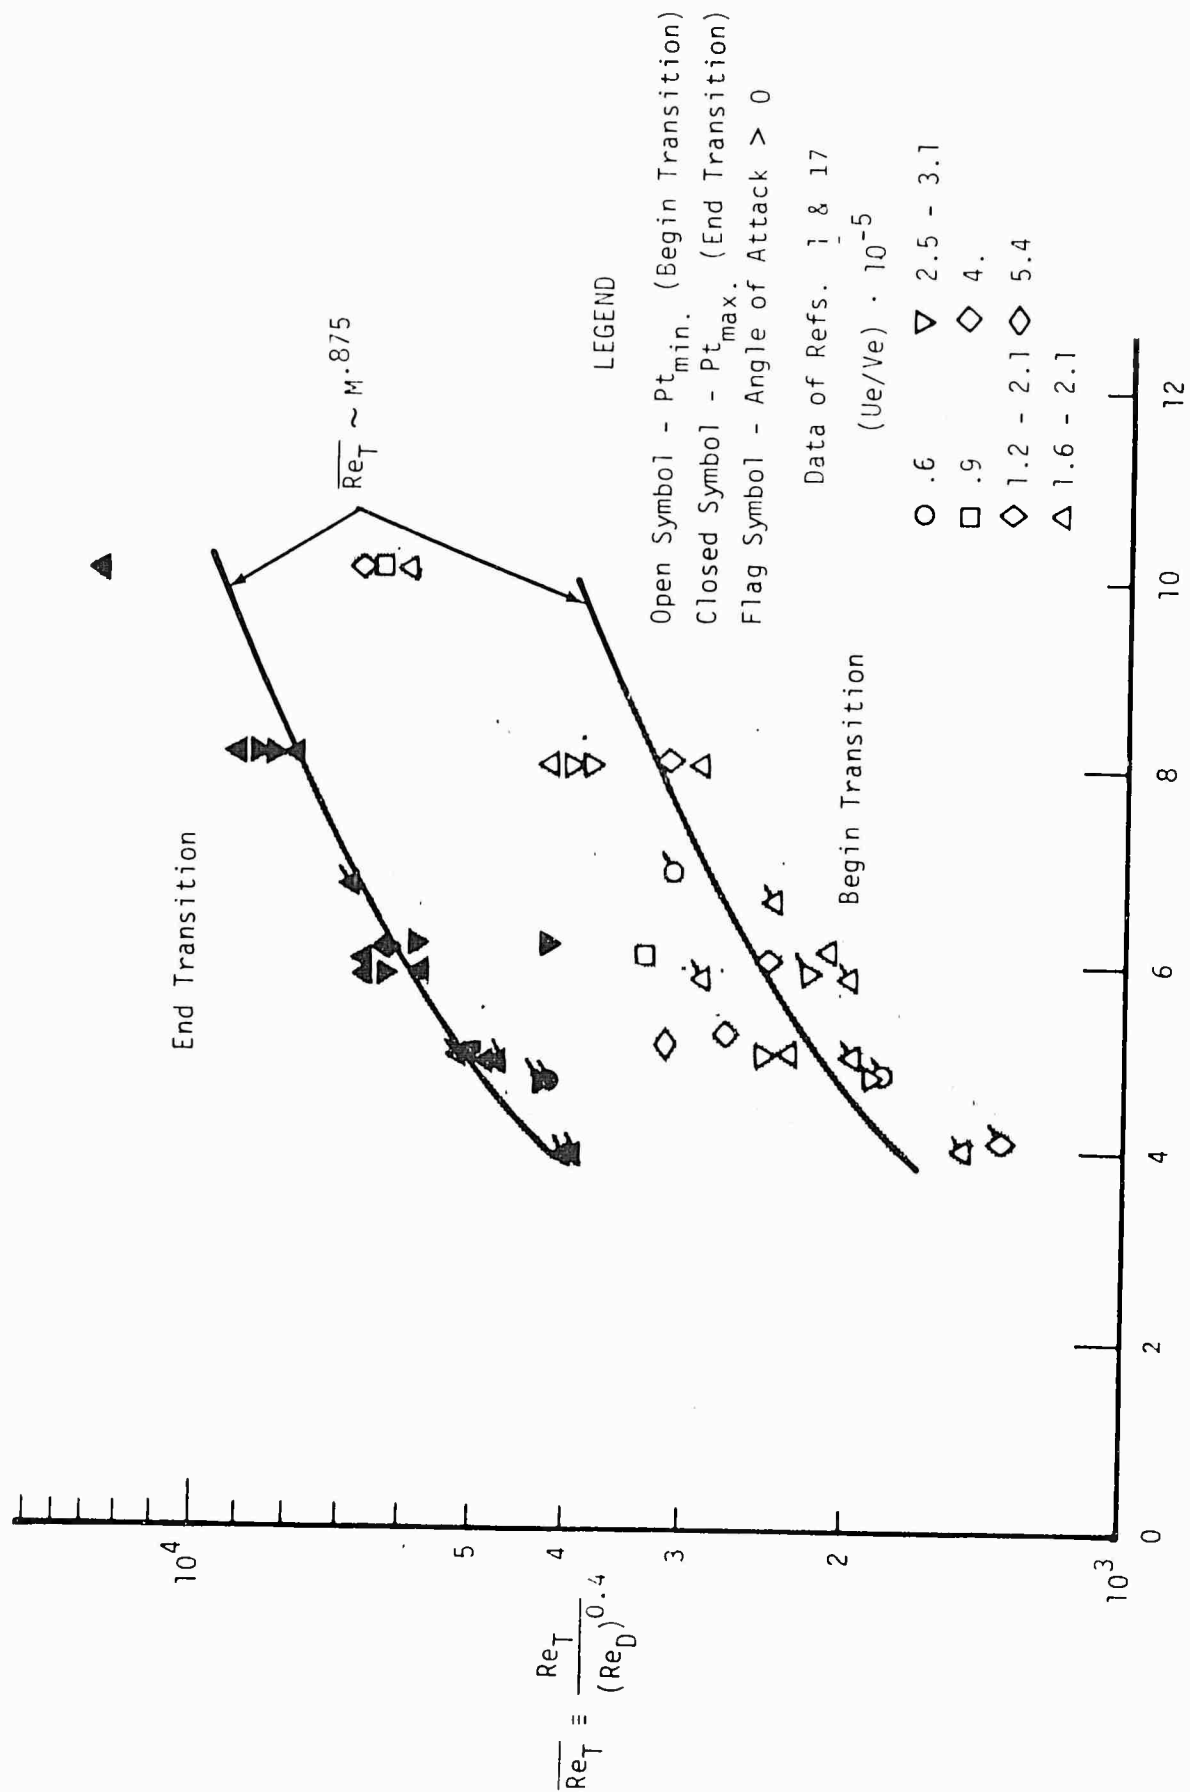 End Transition
Re_T ~ M^.875
LEGEND
Open Symbol - Pt_min. (Begin Transition)
Closed Symbol - Pt_max. (End Transition)
Flag Symbol - Angle of Attack > 0
Data of Refs. 1 & 17
(Ue/Ve) · 10^-5
○ .6 ▽ 2.5 - 3.1
□ .9 ◇ 4.
◇ 1.2 - 2.1 ◇ 5.4
△ 1.6 - 2.1
Begin Transition
10^4
5
4
3
2
10^3
Re_T ≡ Re_T / (Re_D)^0.4
0 2 4 6 8 10 12